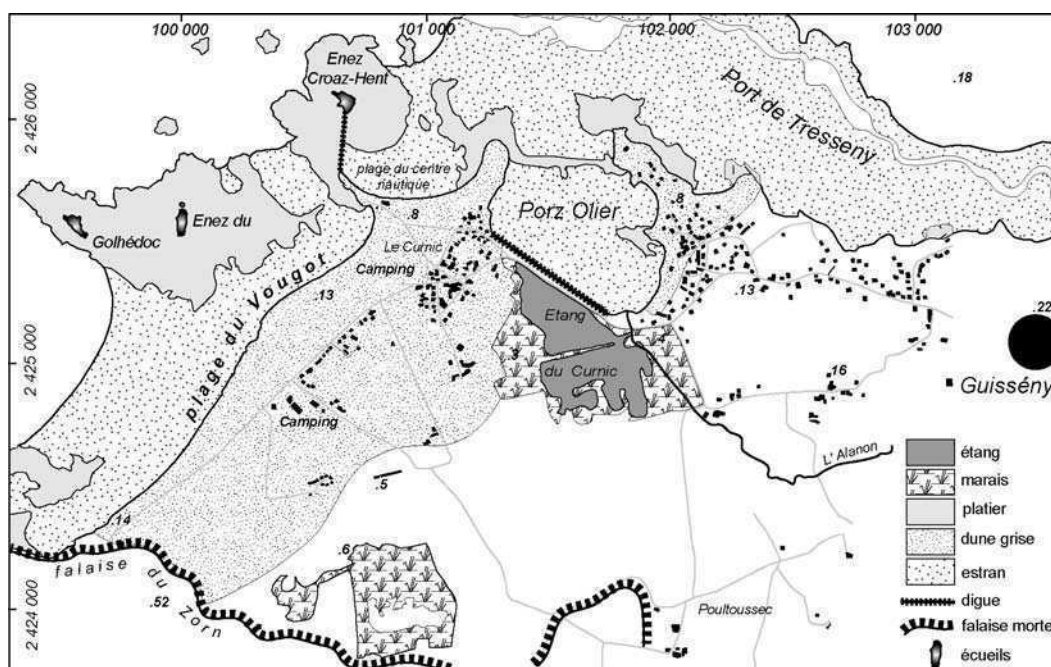 100 000
101 000
102 000
103 000
2 426 000
2 425 000
2 424 000
Enez
Croaz-Hent
.18
Port de Tresseny
plage du centre
nautique
.8
.8
Porz Olier
Enez du
Golhédoc
Le Curnic
Camping
.13
.13
plage du Vougot
Etang
du Curnic
3
4
.22
.16
Guissény
Camping
L' Alanon
.5
.14
.6
falaise
du Zorn
.52
Poultoussec
étang
marais
platier
dune grise
estran
digue
falaise morte
écueils